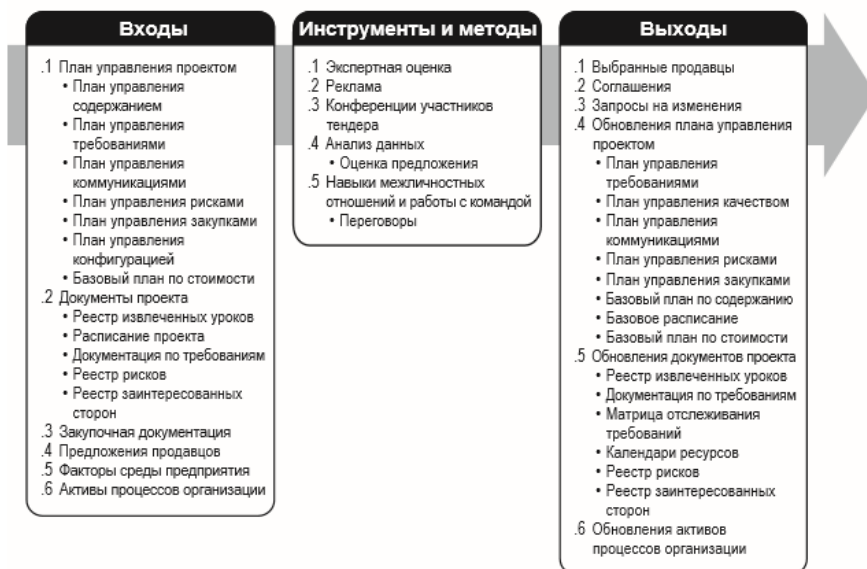 Входы
.1 План управления проектом
• План управления
содержанием
• План управления
требованиями
• План управления
коммуникациями
• План управления рисками
• План управления закупками
• План управления
конфигурацией
• Базовый план по стоимости
.2 Документы проекта
• Реестр извлеченных уроков
• Расписание проекта
• Документация по требованиям
• Реестр рисков
• Реестр заинтересованных
сторон
.3 Закупочная документация
.4 Предложения продавцов
.5 Факторы среды предприятия
.6 Активы процессов организации
Инструменты и методы
.1 Экспертная оценка
.2 Реклама
.3 Конференции участников
тендера
.4 Анализ данных
• Оценка предложения
.5 Навыки межличностных
отношений и работы с командой
• Переговоры
Выходы
.1 Выбранные продавцы
.2 Соглашения
.3 Запросы на изменения
.4 Обновления плана управления
проектом
• План управления
требованиями
• План управления качеством
• План управления
коммуникациями
• План управления рисками
• План управления закупками
• Базовый план по содержанию
• Базовое расписание
• Базовый план по стоимости
.5 Обновления документов проекта
• Реестр извлеченных уроков
• Документация по требованиям
• Матрица отслеживания
требований
• Календари ресурсов
• Реестр рисков
• Реестр заинтересованных
сторон
.6 Обновления активов
процессов организации